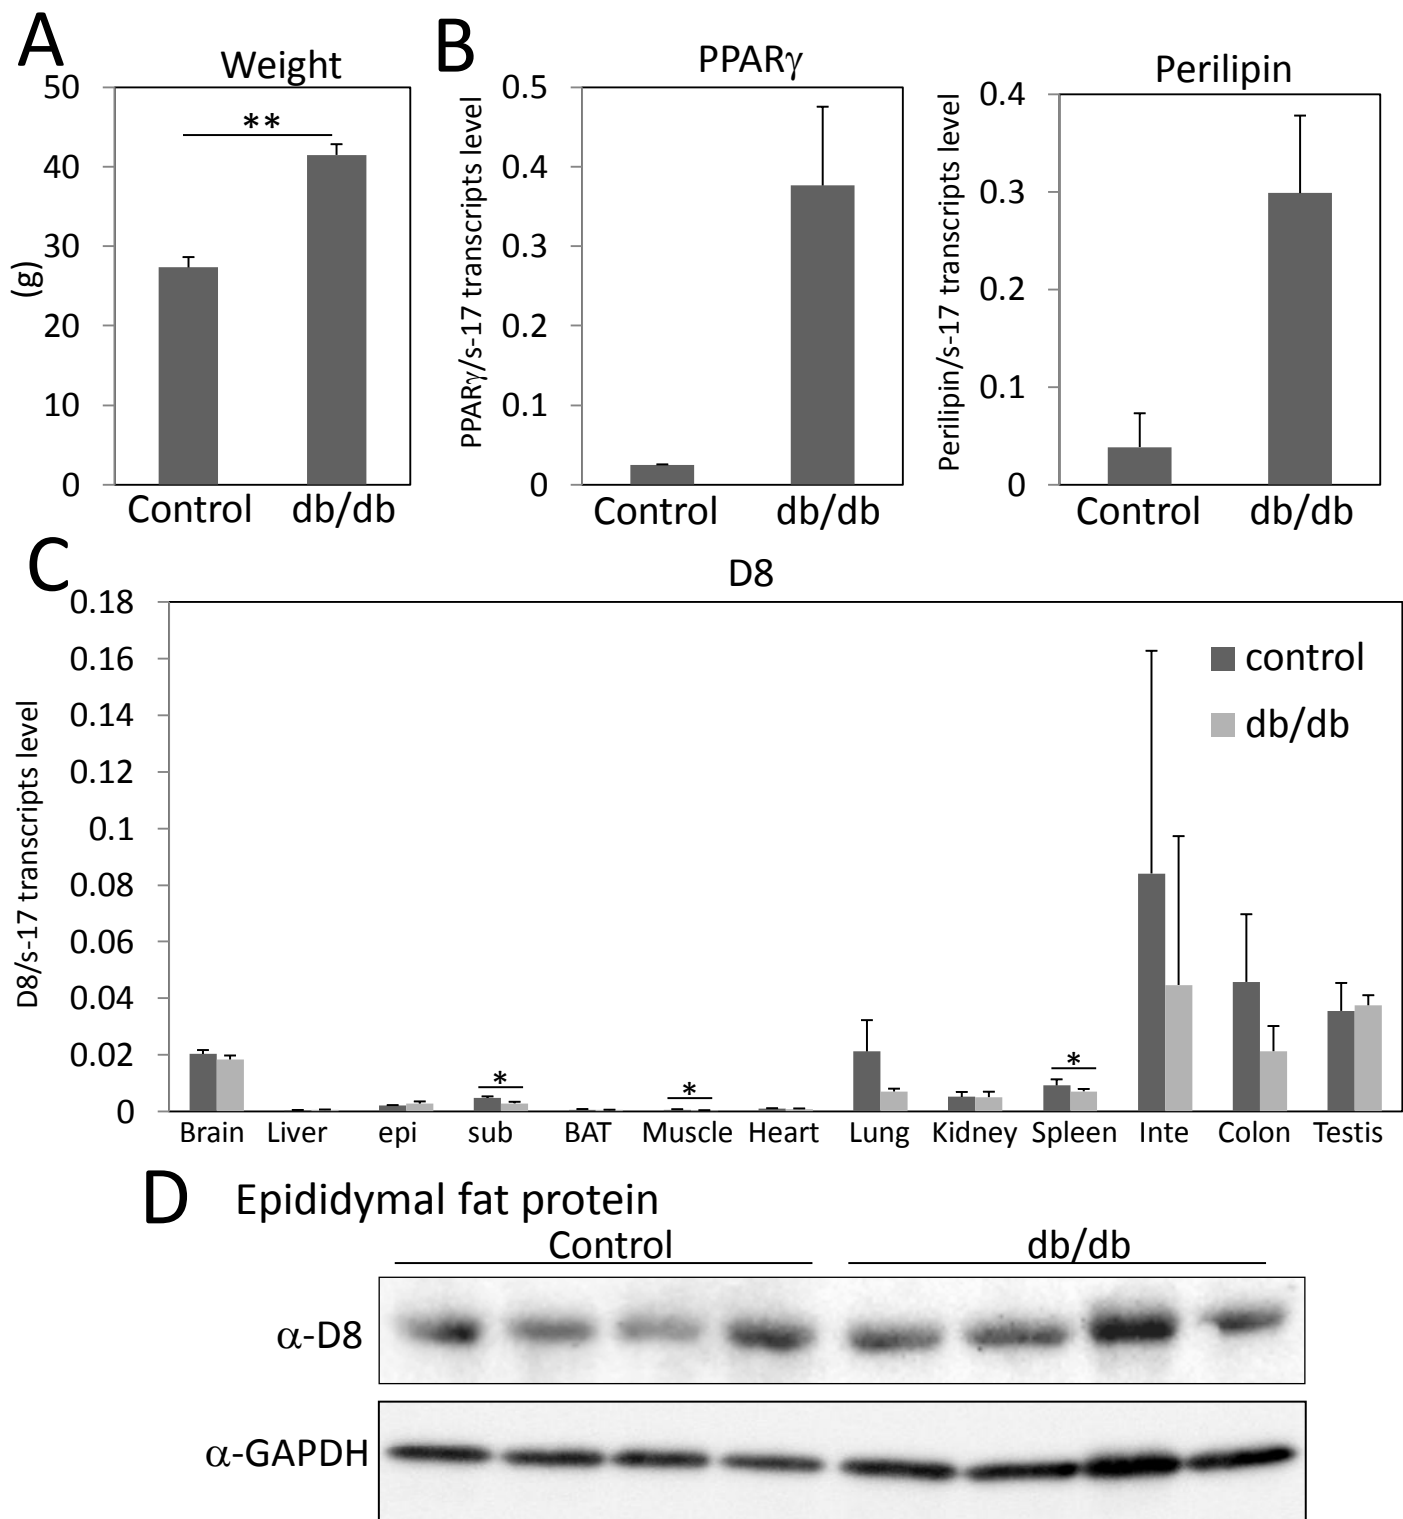 A
Weight
50
40
30
20
10
0
(g)
**
Control db/db
B
PPARγ
PPARγ/s-17 transcripts level
0.5
0.4
0.3
0.2
0.1
0
Control db/db
Perilipin
Perilipin/s-17 transcripts level
0.4
0.3
0.2
0.1
0
Control db/db
C
D8
D8/s-17 transcripts level
0.18
0.16
0.14
0.12
0.1
0.08
0.06
0.04
0.02
0
control
db/db
*
*
*
Brain Liver epi sub BAT Muscle Heart Lung Kidney Spleen Inte Colon Testis
D
Epididymal fat protein
Control db/db
α-D8
α-GAPDH